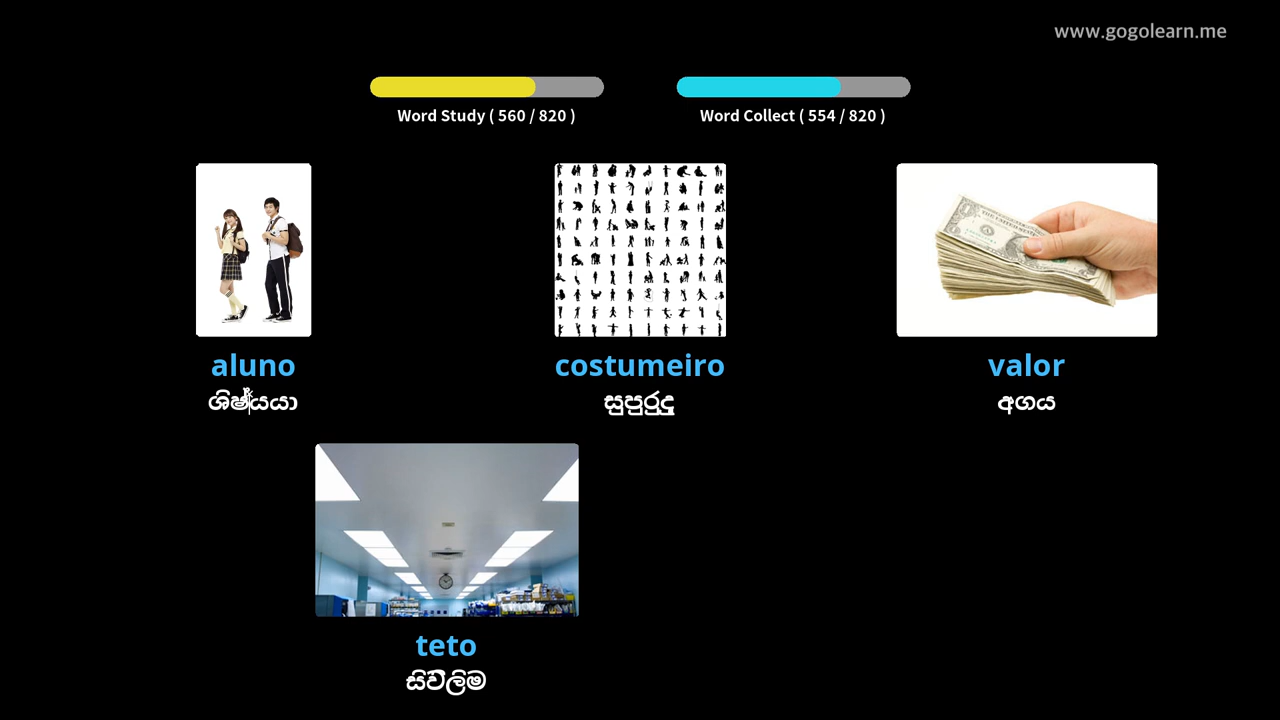 www.gogolearn.me
Word Study ( 560 / 820 )
Word Collect ( 554 / 820 )
aluno
ශිෂ්යයා
costumeiro
සුපුරුදු
valor
අගය
teto
සිවිලිම